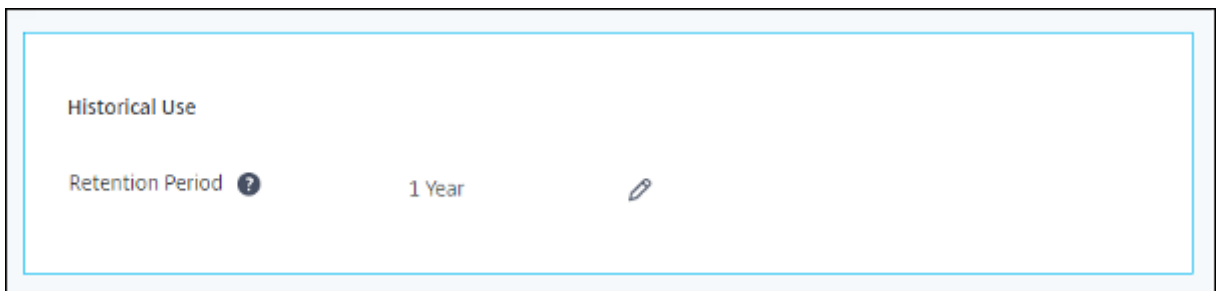 Historical Use
Retention Period ?
1 Year